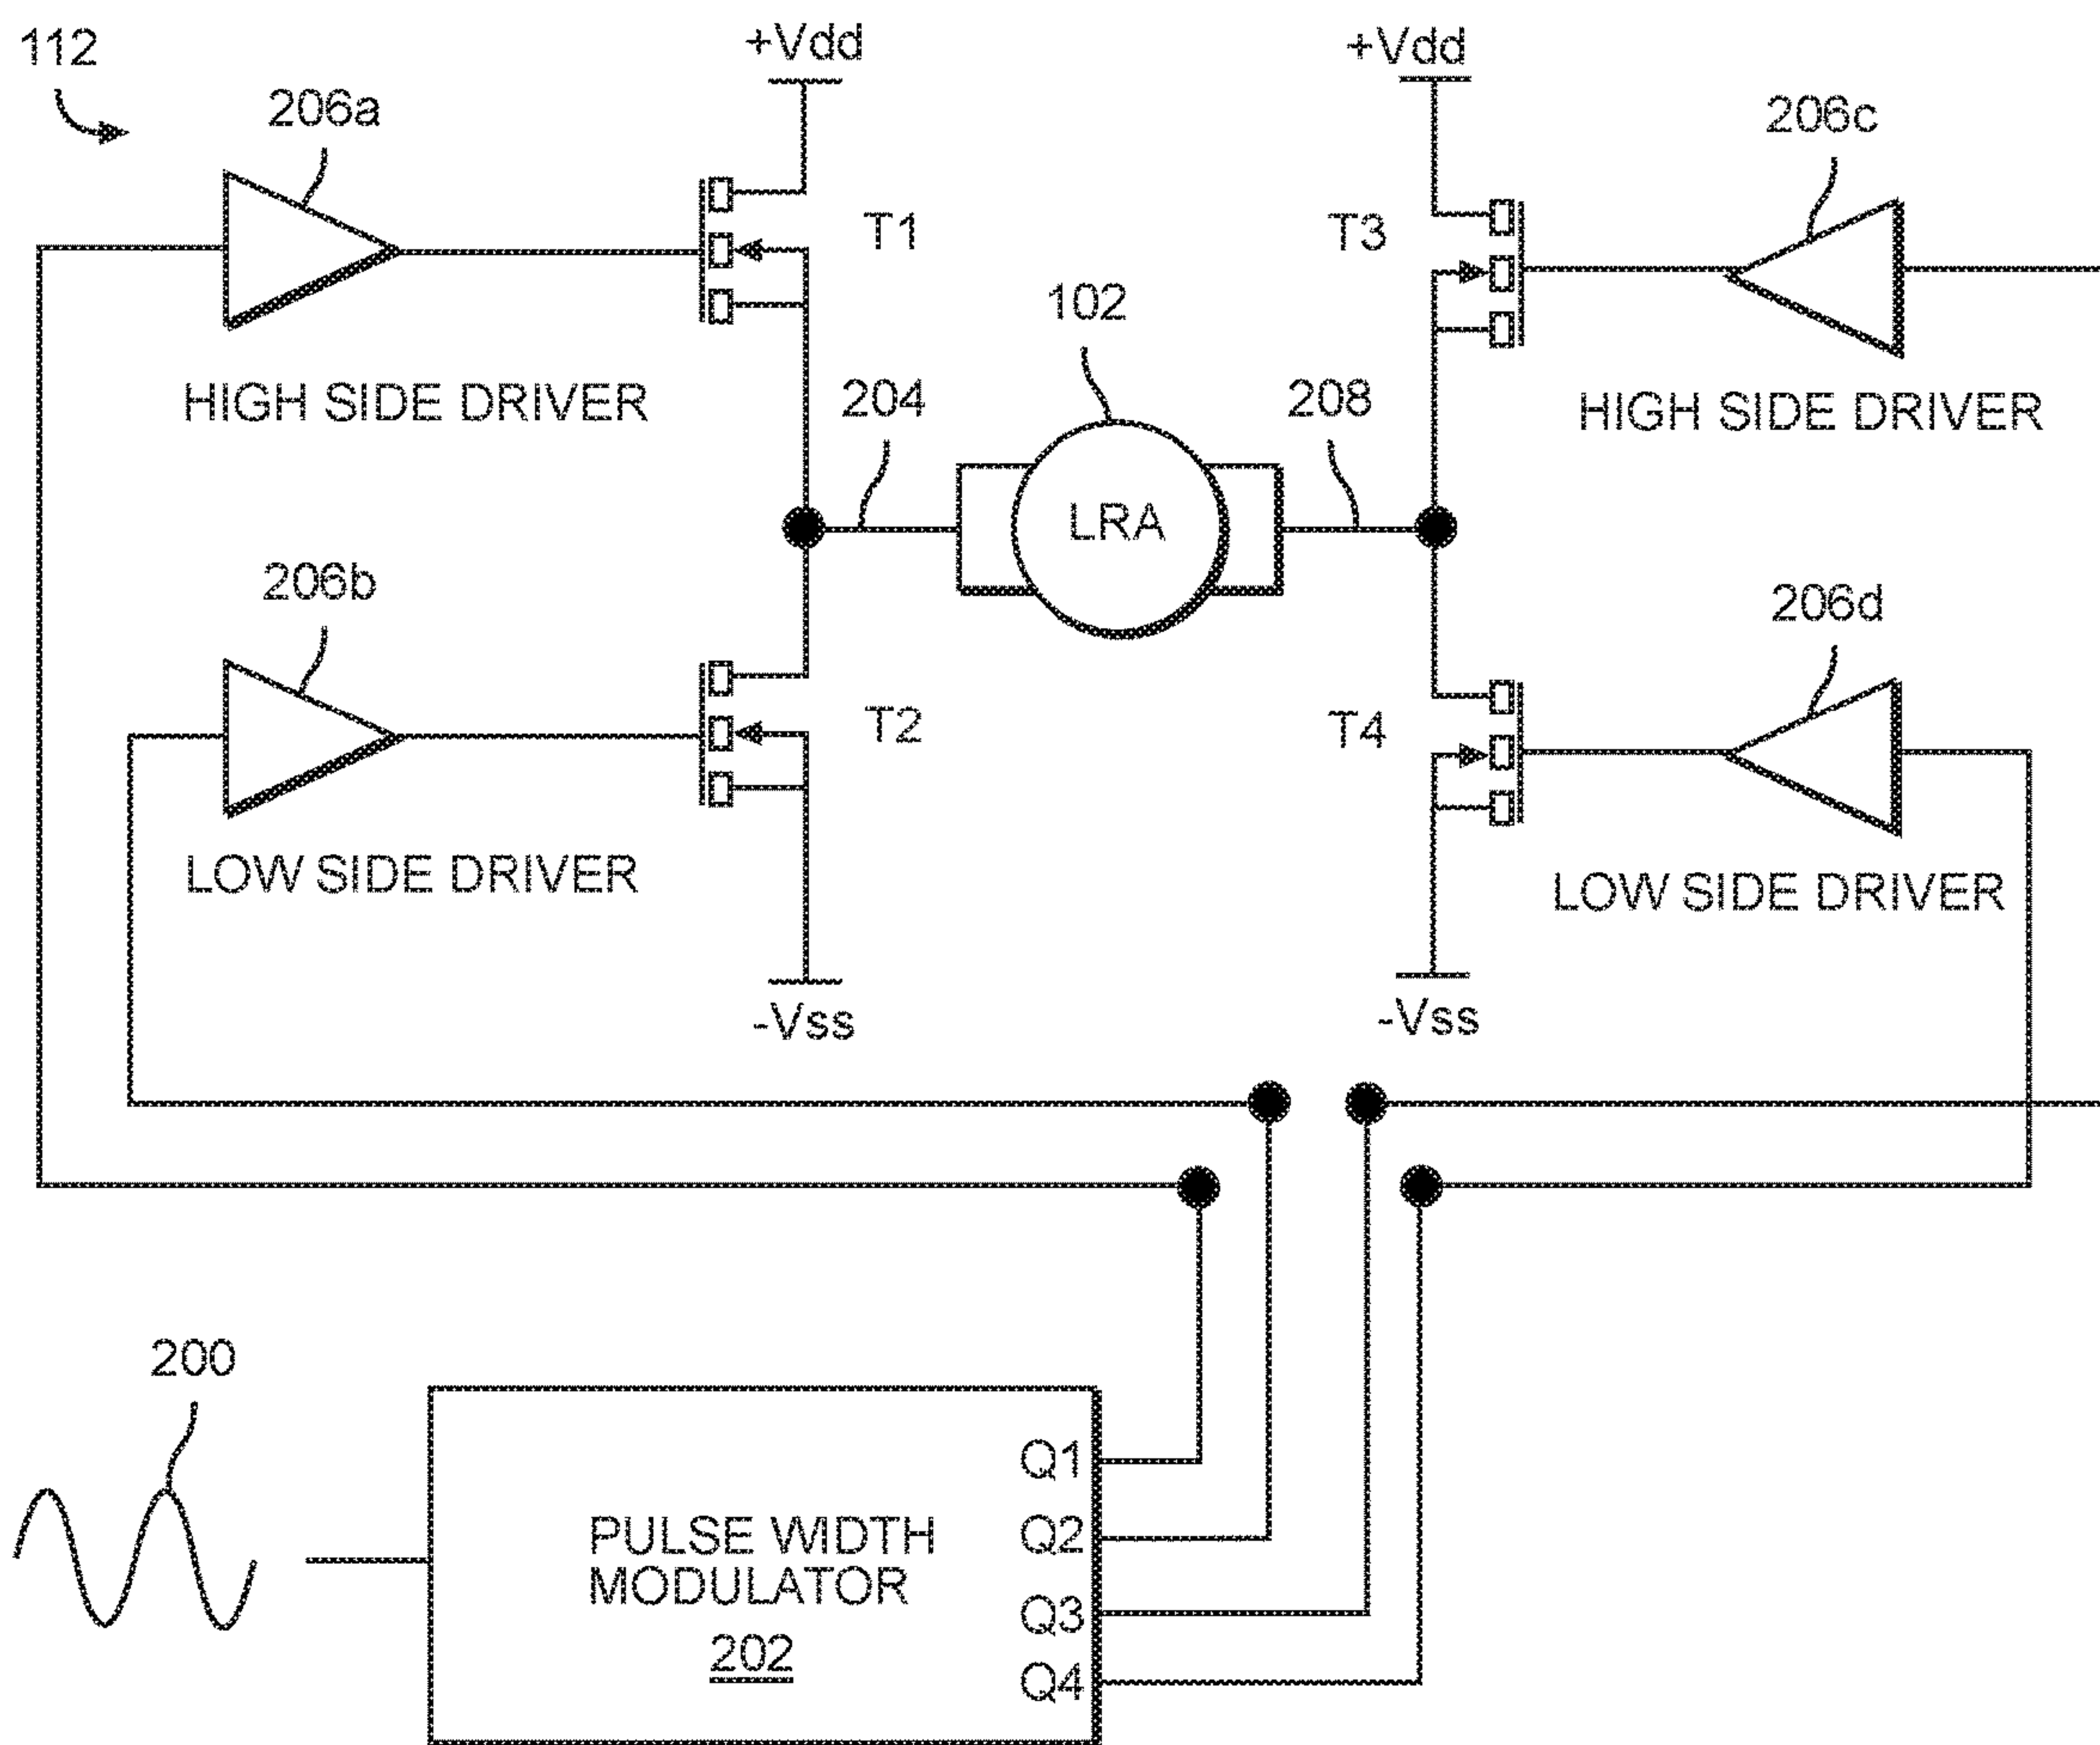 112
+Vdd
+Vdd
206a
206c
T1
T3
102
HIGH SIDE DRIVER
204
208
HIGH SIDE DRIVER
LRA
206b
206d
T2
T4
LOW SIDE DRIVER
LOW SIDE DRIVER
-Vss
-Vss
200
Q1
PULSE WIDTH
Q2
MODULATOR
Q3
202
Q4